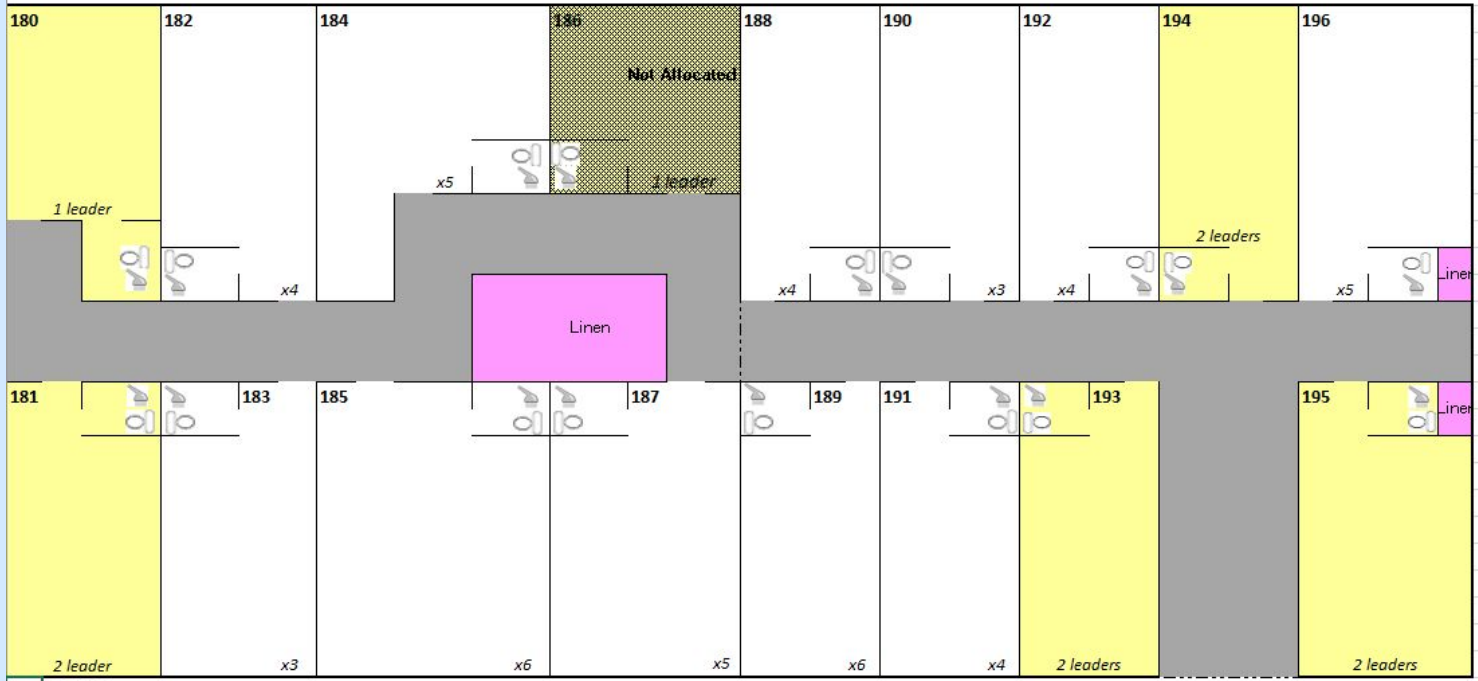 180 182 184 186 188 190 192 194 196
Not Allocated
x5 1 leader
1 leader
2 leaders
x4 x4 x3 x4 x5
Linen
Linen
181 183 185 187 189 191 193 195
Linen
2 leader x3 x6 x5 x6 x4 2 leaders 2 leaders